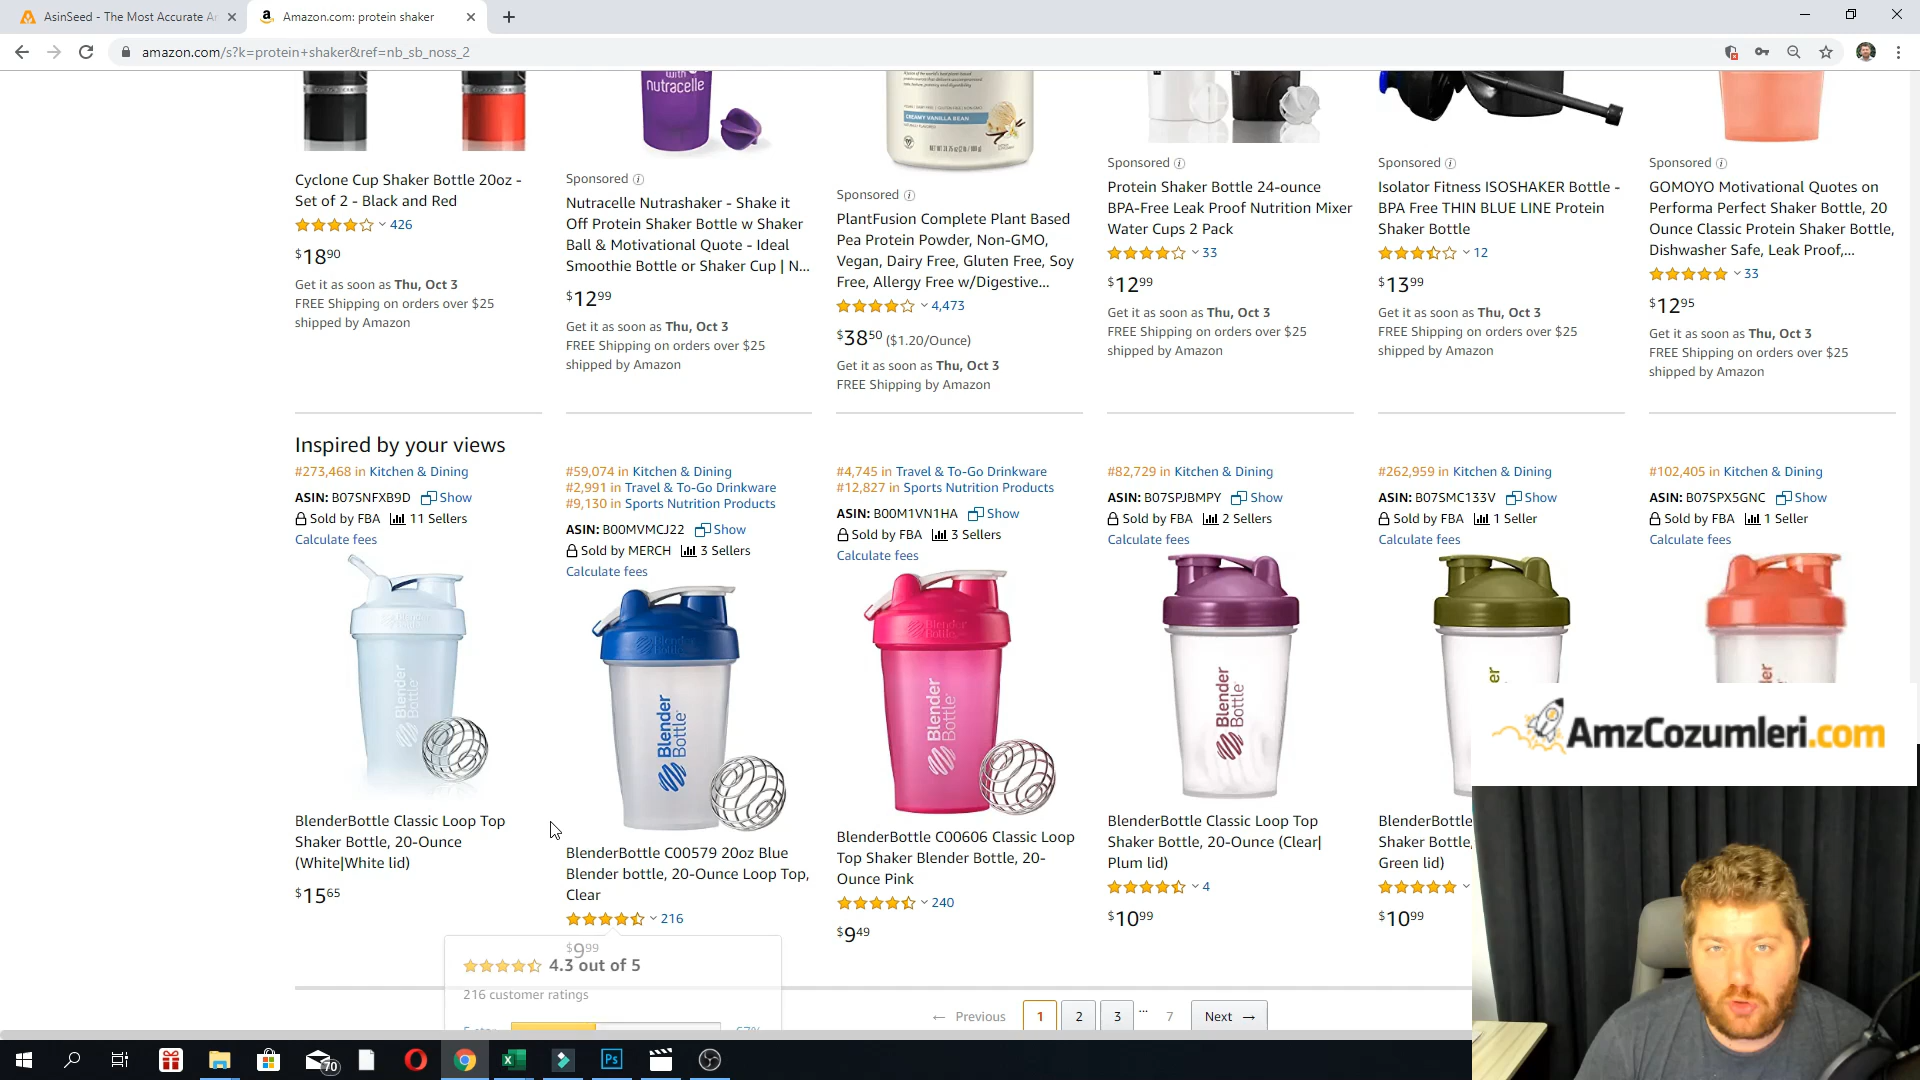 AsinSeed - The Most Accurate Ar
Amazon.com: protein shaker
amazon.com/s?k=protein+shaker&ref=nb_sb_noss_2
with
nutracelle
CREAMY VANILLA BEAN
Cyclone Cup Shaker Bottle 20oz -
Set of 2 - Black and Red
426
$18 90
Get it as soon as Thu, Oct 3
FREE Shipping on orders over $25
shipped by Amazon
Sponsored
Nutracelle Nutrashaker - Shake it
Off Protein Shaker Bottle w Shaker
Ball & Motivational Quote - Ideal
Smoothie Bottle or Shaker Cup | N...
$12 99
Get it as soon as Thu, Oct 3
FREE Shipping on orders over $25
shipped by Amazon
Sponsored
PlantFusion Complete Plant Based
Pea Protein Powder, Non-GMO,
Vegan, Dairy Free, Gluten Free, Soy
Free, Allergy Free w/Digestive...
4,473
$38 50 ($1.20/Ounce)
Get it as soon as Thu, Oct 3
FREE Shipping by Amazon
Sponsored
Protein Shaker Bottle 24-ounce
BPA-Free Leak Proof Nutrition Mixer
Water Cups 2 Pack
33
$12 99
Get it as soon as Thu, Oct 3
FREE Shipping on orders over $25
shipped by Amazon
Sponsored
Isolator Fitness ISOSHAKER Bottle -
BPA Free THIN BLUE LINE Protein
Shaker Bottle
12
$13 99
Get it as soon as Thu, Oct 3
FREE Shipping on orders over $25
shipped by Amazon
Sponsored
GOMOYO Motivational Quotes on
Performa Perfect Shaker Bottle, 20
Ounce Classic Protein Shaker Bottle,
Dishwasher Safe, Leak Proof,...
33
$12 95
Get it as soon as Thu, Oct 3
FREE Shipping on orders over $25
shipped by Amazon
Inspired by your views
#273,468 in Kitchen & Dining
ASIN: B07SNFXB9D Show
Sold by FBA 11 Sellers
Calculate fees
BlenderBottle Classic Loop Top
Shaker Bottle, 20-Ounce
(White|White lid)
$15 65
#59,074 in Kitchen & Dining
#2,991 in Travel & To-Go Drinkware
#9,130 in Sports Nutrition Products
ASIN: B00MVMCJ22 Show
Sold by MERCH 3 Sellers
Calculate fees
Blender
Bottle
BlenderBottle C00579 20oz Blue
Blender bottle, 20-Ounce Loop Top,
Clear
216
$9 99
4.3 out of 5
216 customer ratings
#4,745 in Travel & To-Go Drinkware
#12,827 in Sports Nutrition Products
ASIN: B00M1VN1HA Show
Sold by FBA 3 Sellers
Calculate fees
Blender
Bottle
BlenderBottle C00606 Classic Loop
Top Shaker Blender Bottle, 20-
Ounce Pink
240
$9 49
#82,729 in Kitchen & Dining
ASIN: B07SPJBMPY Show
Sold by FBA 2 Sellers
Calculate fees
Blender
Bottle
BlenderBottle Classic Loop Top
Shaker Bottle, 20-Ounce (Clear|
Plum lid)
4
$10 99
#262,959 in Kitchen & Dining
ASIN: B07SMC133V Show
Sold by FBA 1 Seller
Calculate fees
BlenderBottle
Shaker Bottle,
Green lid)
$10 99
#102,405 in Kitchen & Dining
ASIN: B07SPX5GNC Show
Sold by FBA 1 Seller
Calculate fees
AmzCozumleri.com
← Previous 1 2 3 ... 7 Next →
70
Ps